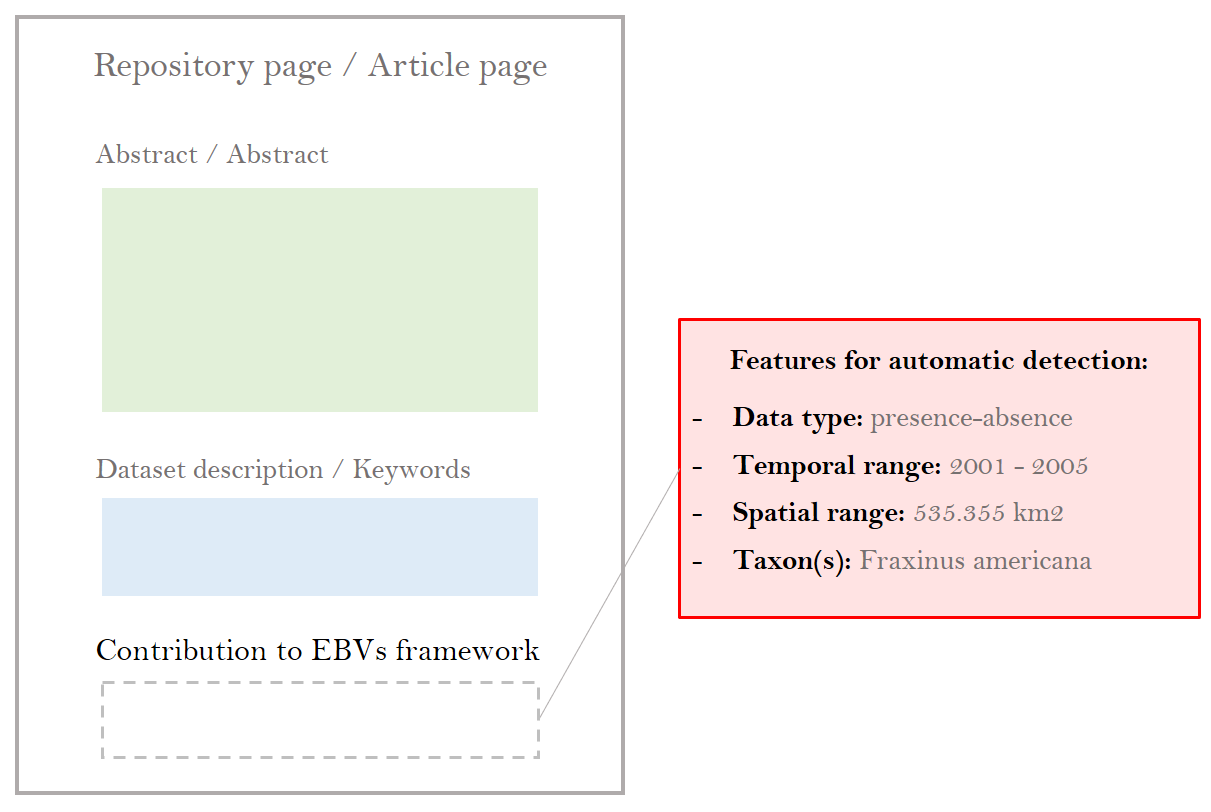 Repository page / Article page
Abstract / Abstract
Dataset description / Keywords
Contribution to EBVs framework
Features for automatic detection:
- Data type: presence-absence
- Temporal range: 2001 - 2005
- Spatial range: 535.355 km2
- Taxon(s): Fraxinus americana